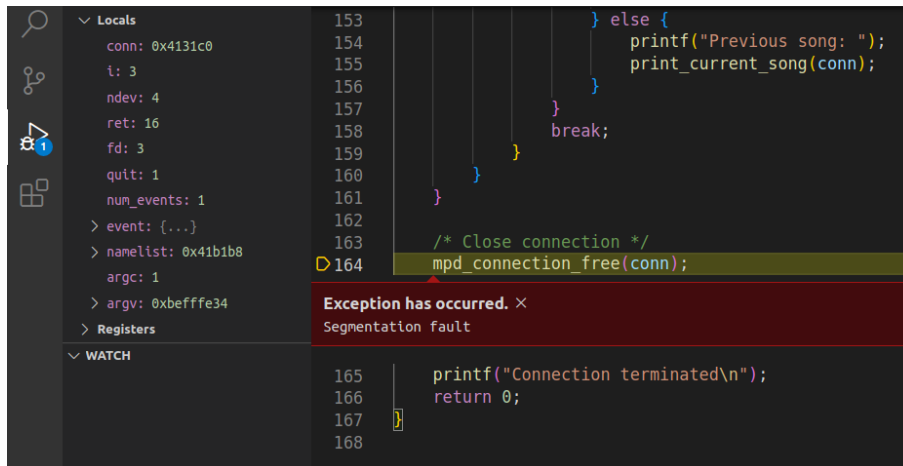 Locals
conn: 0x4131c0
i: 3
ndev: 4
ret: 16
fd: 3
quit: 1
num_events: 1
event: {...}
namelist: 0x41b1b8
argc: 1
argv: 0xbefffe34
Registers
WATCH
1
153 } else {
154 printf("Previous song: ");
155 print_current_song(conn);
156 }
157 }
158 break;
159 }
160 }
161 }
162
163 /* Close connection */
164 mpd_connection_free(conn);
Exception has occurred. ×
Segmentation fault
165 printf("Connection terminated\n");
166 return 0;
167 }
168